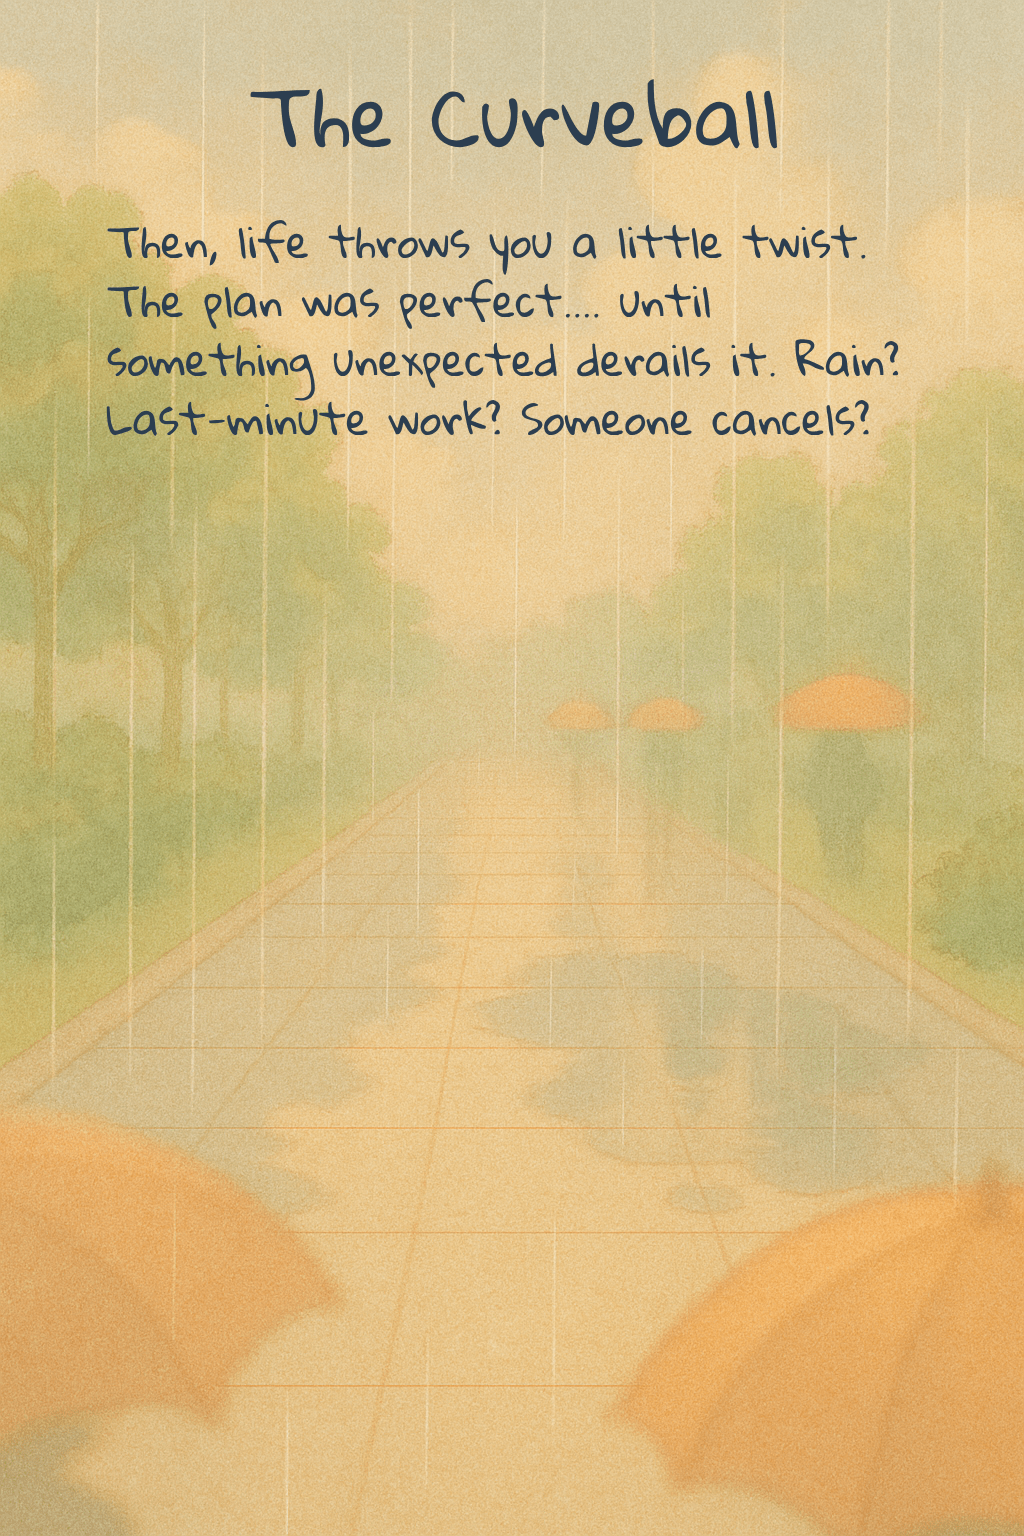 The Curveball
Then, life throws you a little twist.
The plan was perfect.... until
something unexpected derails it. Rain?
Last-minute work? Someone cancels?